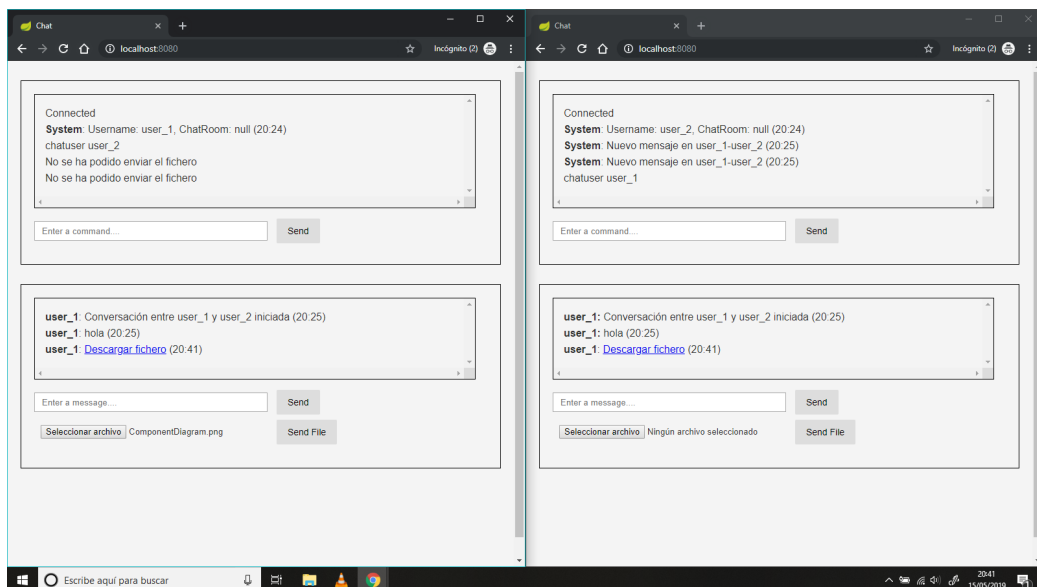 Chat
localhost:8080
Incógnito (2)
Connected
System: Username: user_1, ChatRoom: null (20:24)
chatuser user_2
No se ha podido enviar el fichero
No se ha podido enviar el fichero
Enter a command....
Send
user_1: Conversación entre user_1 y user_2 iniciada (20:25)
user_1: hola (20:25)
user_1: Descargar fichero (20:41)
Enter a message....
Send
Seleccionar archivo ComponentDiagram.png
Send File
Chat
localhost:8080
Incógnito (2)
Connected
System: Username: user_2, ChatRoom: null (20:24)
System: Nuevo mensaje en user_1-user_2 (20:25)
System: Nuevo mensaje en user_1-user_2 (20:25)
chatuser user_1
Enter a command....
Send
user_1: Conversación entre user_1 y user_2 iniciada (20:25)
user_1: hola (20:25)
user_1: Descargar fichero (20:41)
Enter a message....
Send
Seleccionar archivo Ningún archivo seleccionado
Send File
Escribe aquí para buscar
20:41
15/05/2019